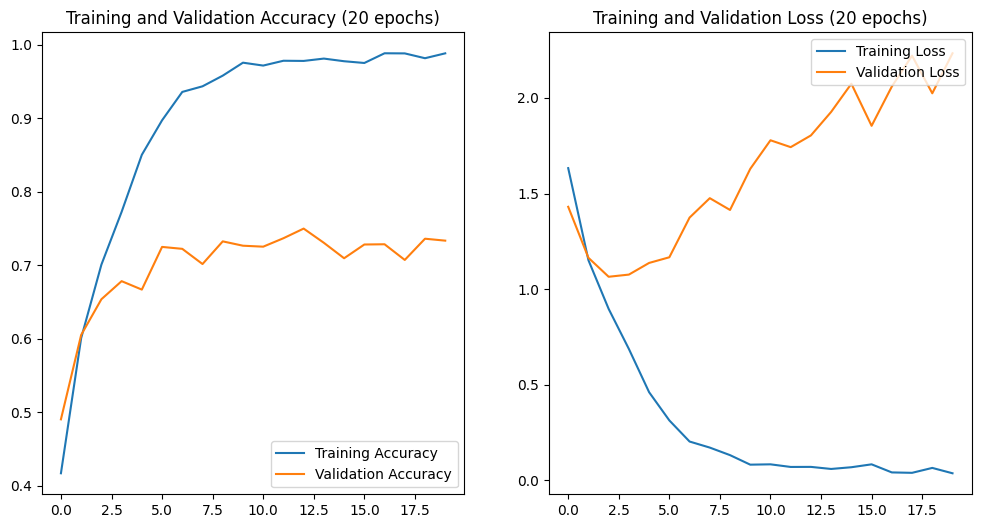 Training and Validation Accuracy (20 epochs)
1.0
0.9
0.8
0.7
0.6
0.5
0.4
0.0 2.5 5.0 7.5 10.0 12.5 15.0 17.5
Training Accuracy
Validation Accuracy
Training and Validation Loss (20 epochs)
Training Loss
Validation Loss
2.0
1.5
1.0
0.5
0.0
0.0 2.5 5.0 7.5 10.0 12.5 15.0 17.5